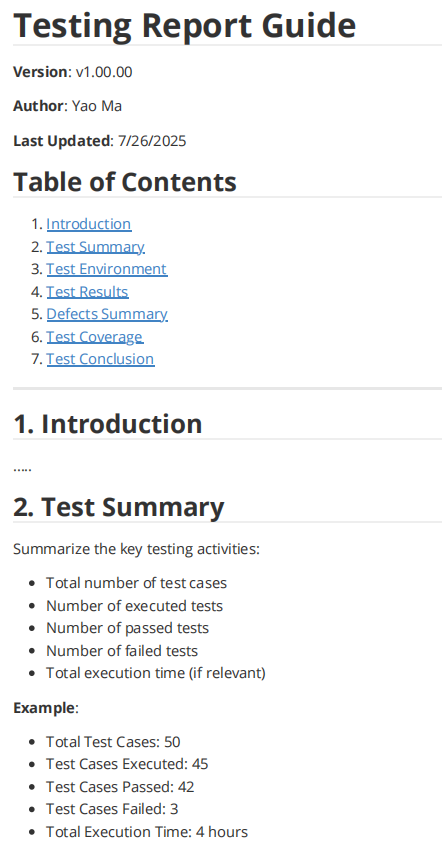 Testing Report Guide
Version: v1.00.00
Author: Yao Ma
Last Updated: 7/26/2025
Table of Contents
1. Introduction
2. Test Summary
3. Test Environment
4. Test Results
5. Defects Summary
6. Test Coverage
7. Test Conclusion
1. Introduction
.....
2. Test Summary
Summarize the key testing activities:
• Total number of test cases
• Number of executed tests
• Number of passed tests
• Number of failed tests
• Total execution time (if relevant)
Example:
• Total Test Cases: 50
• Test Cases Executed: 45
• Test Cases Passed: 42
• Test Cases Failed: 3
• Total Execution Time: 4 hours